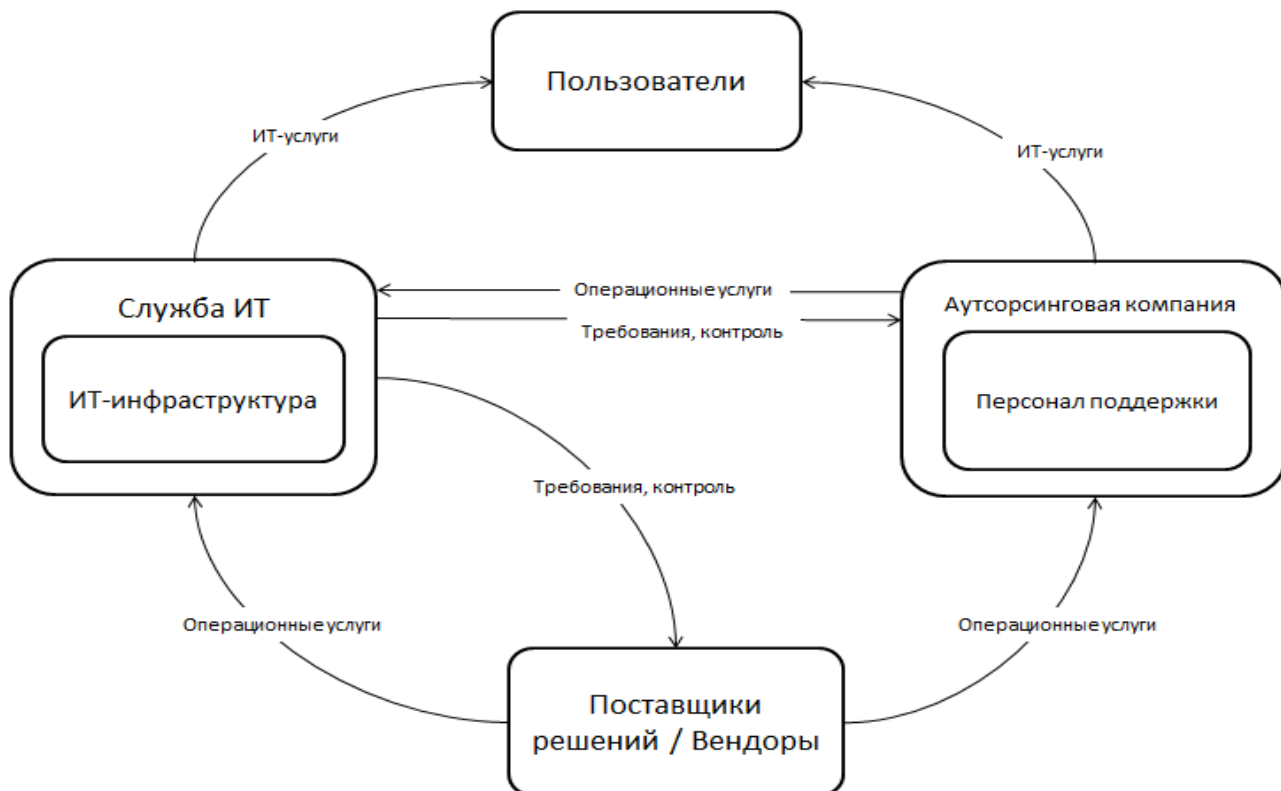 Пользователи
ИТ-услуги
ИТ-услуги
Служба ИТ
ИТ-инфраструктура
Операционные услуги
Требования, контроль
Аутсорсинговая компания
Персонал поддержки
Требования, контроль
Операционные услуги
Операционные услуги
Поставщики
решений / Вендоры